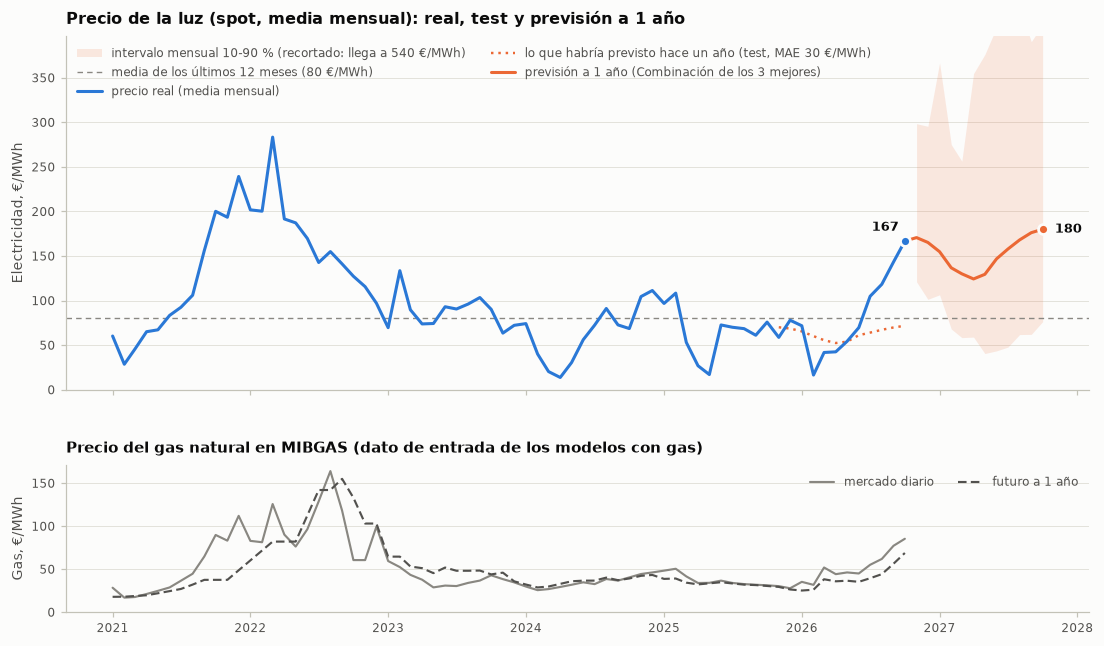 Precio de la luz (spot, media mensual): real, test y previsión a 1 año
intervalo mensual 10-90 % (recortado: llega a 540 €/MWh)
media de los últimos 12 meses (80 €/MWh)
precio real (media mensual)
lo que habría previsto hace un año (test, MAE 30 €/MWh)
previsión a 1 año (Combinación de los 3 mejores)
Electricidad, €/MWh
350
300
250
200
150
100
50
0
167
180
Precio del gas natural en MIBGAS (dato de entrada de los modelos con gas)
mercado diario
futuro a 1 año
Gas, €/MWh
150
100
50
0
2021 2022 2023 2024 2025 2026 2027 2028